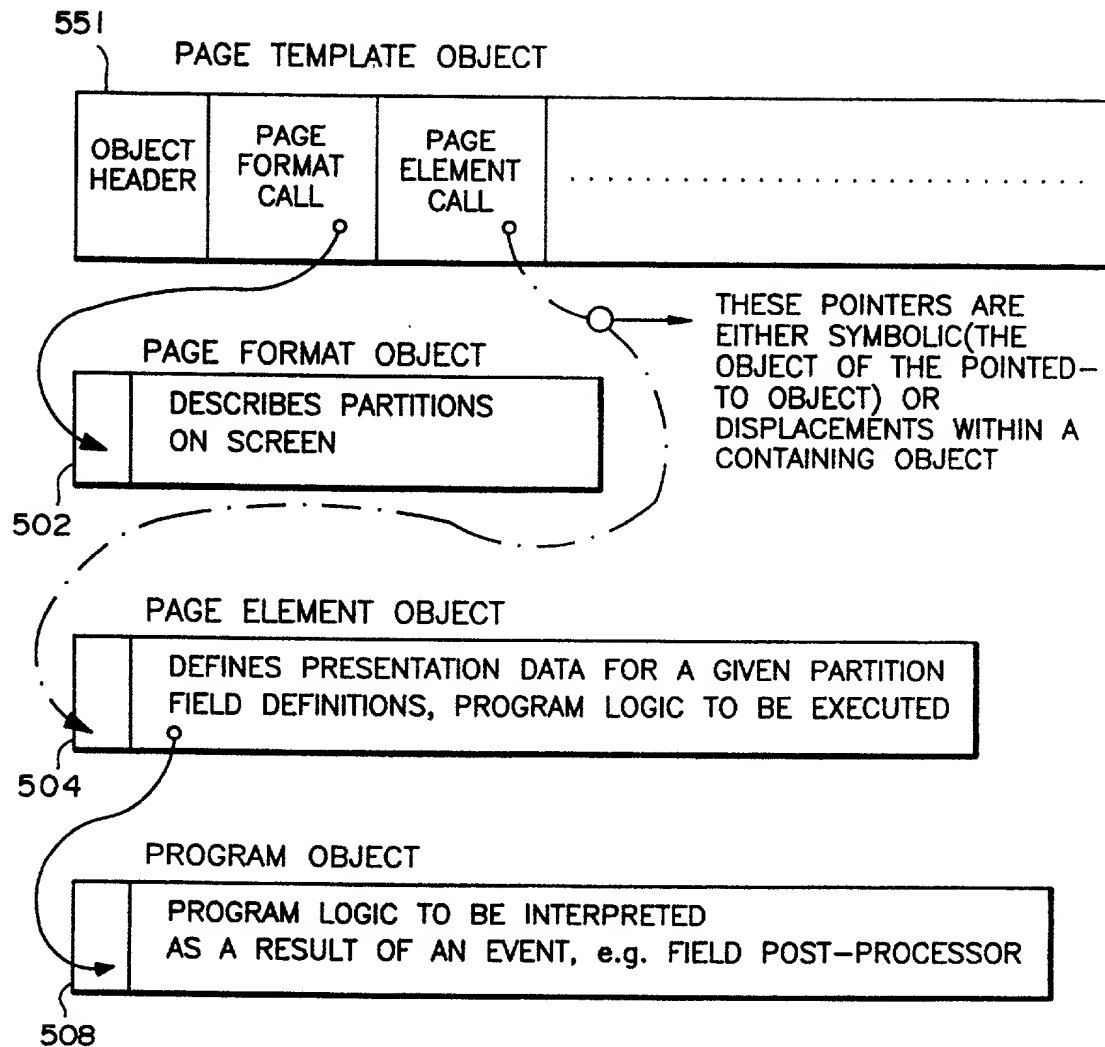 551
PAGE TEMPLATE OBJECT
OBJECT
HEADER
PAGE
FORMAT
CALL
PAGE
ELEMENT
CALL
. . . . . . . . . . . . . . . . . . . . . . . . . . . . . .
THESE POINTERS ARE
EITHER SYMBOLIC(THE
OBJECT OF THE POINTED-
TO OBJECT) OR
DISPLACEMENTS WITHIN A
CONTAINING OBJECT
PAGE FORMAT OBJECT
DESCRIBES PARTITIONS
ON SCREEN
502
PAGE ELEMENT OBJECT
DEFINES PRESENTATION DATA FOR A GIVEN PARTITION
FIELD DEFINITIONS, PROGRAM LOGIC TO BE EXECUTED
504
PROGRAM OBJECT
PROGRAM LOGIC TO BE INTERPRETED
AS A RESULT OF AN EVENT, e.g. FIELD POST-PROCESSOR
508